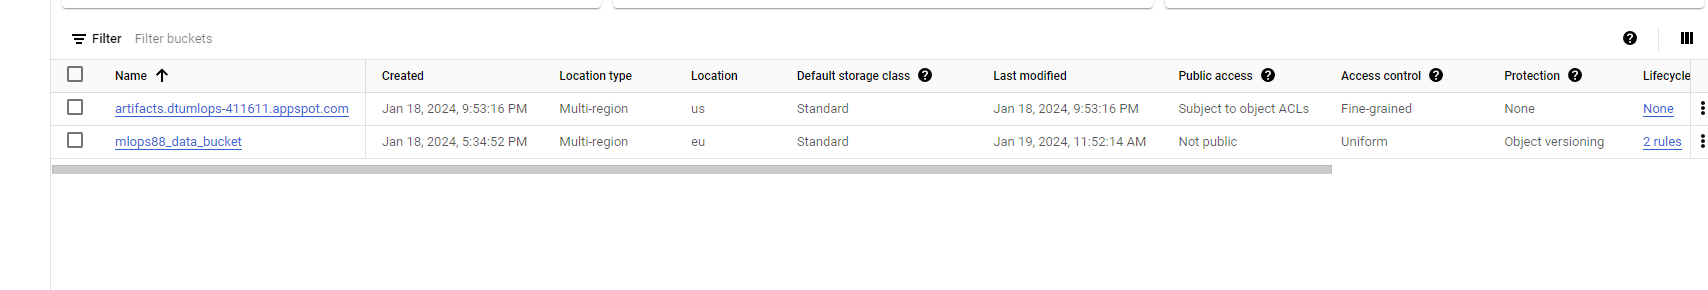 Filter Filter buckets
Name Created Location type Location Default storage class Last modified Public access Access control Protection Lifecycle
artifacts.dtumlops-411611.appspot.com Jan 18, 2024, 9:53:16 PM Multi-region us Standard Jan 18, 2024, 9:53:16 PM Subject to object ACLs Fine-grained None None
mlops88_data_bucket Jan 18, 2024, 5:34:52 PM Multi-region eu Standard Jan 19, 2024, 11:52:14 AM Not public Uniform Object versioning 2 rules